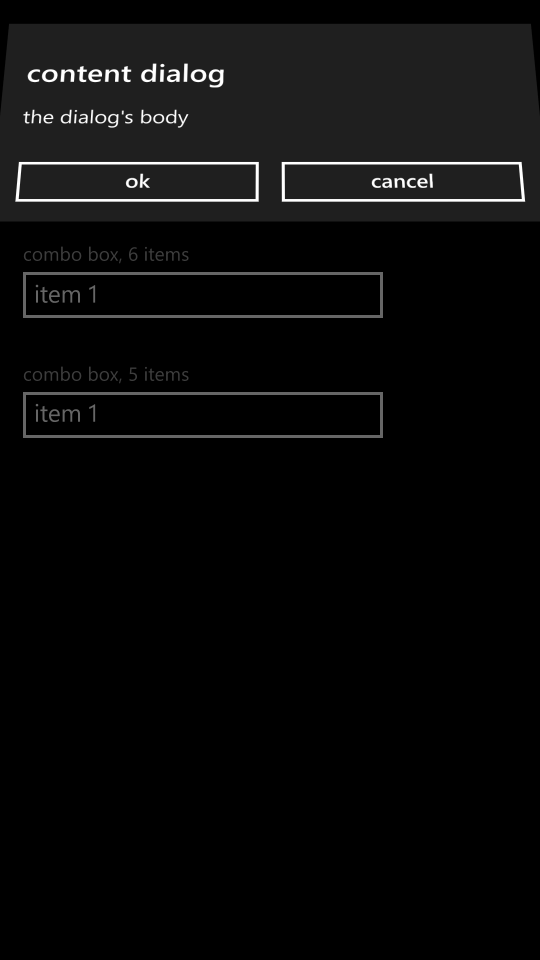 content dialog
the dialog's body
ok cancel
combo box, 6 items
item 1
combo box, 5 items
item 1